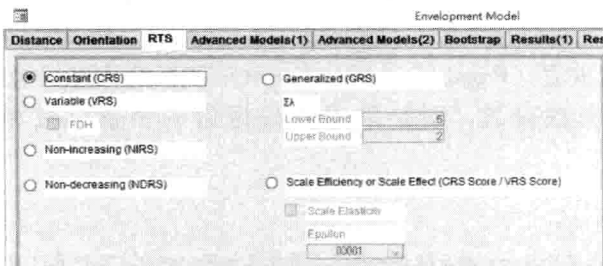 Envelopment Model
Distance Orientation RTS Advanced Models(1) Advanced Models(2) Bootstrap Results(1) Res
Constant (CRS)
Generalized (GRS)
Variable (VRS)
Σλ
FDH
Lower Bound
Upper Bound 2
Non-increasing (NIRS)
Non-decreasing (NDRS)
Scale Efficiency or Scale Effect (CRS Score / VRS Score)
Scale Elasticity
Epsilon
00001